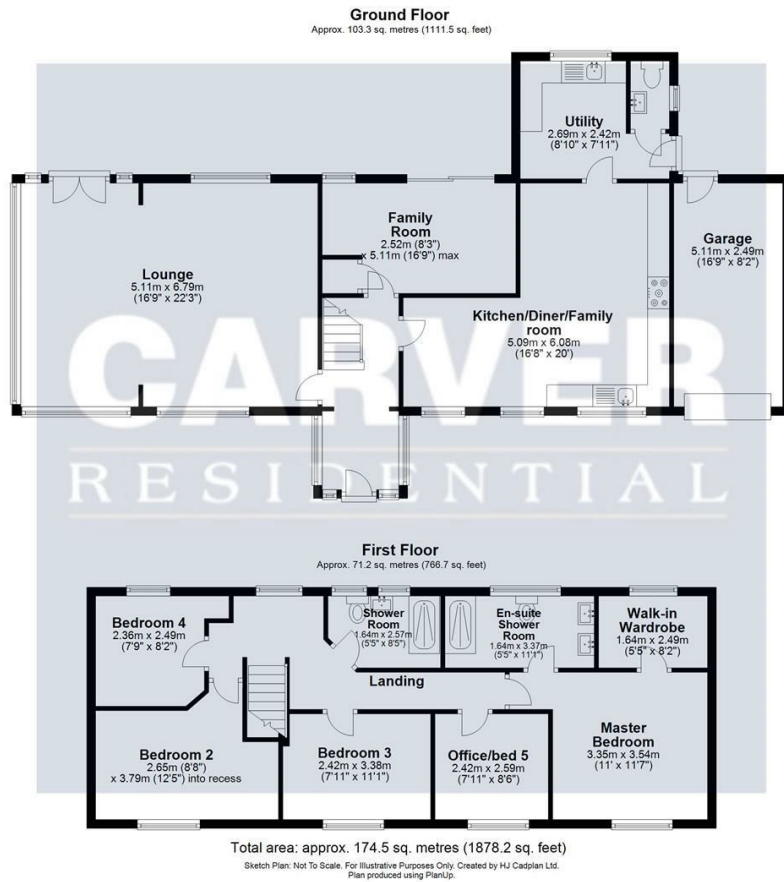 Ground Floor
Approx. 103.3 sq. metres (1111.5 sq. feet)
Utility
2.69m x 2.42m
(8'10" x 7'11")
Family
Room
2.52m (8'3")
x 5.11m (16'9") max
Garage
5.11m x 2.49m
(16'9" x 8'2")
Lounge
5.11m x 6.79m
(16'9" x 22'3")
Kitchen/Diner/Family
room
5.09m x 6.08m
(16'8" x 20')
CARVER
RESIDENTIAL
First Floor
Approx. 71.2 sq. metres (766.7 sq. feet)
Bedroom 4
2.36m x 2.49m
(7'9" x 8'2")
Shower
Room
1.64m x 2.57m
(5'5" x 8'5")
En-suite
Shower
Room
1.64m x 3.37m
(5'5" x 11'1")
Walk-in
Wardrobe
1.64m x 2.49m
(5'5" x 8'2")
Landing
Bedroom 2
2.65m (8'8")
x 3.79m (12'5") into recess
Bedroom 3
2.42m x 3.38m
(7'11" x 11'1")
Office/bed 5
2.42m x 2.59m
(7'11" x 8'6")
Master
Bedroom
3.35m x 3.54m
(11' x 11'7")
Total area: approx. 174.5 sq. metres (1878.2 sq. feet)
Sketch Plan: Not To Scale. For Illustrative Purposes Only. Created by HJ Cadplan Ltd.
Plan produced using PlanUp.